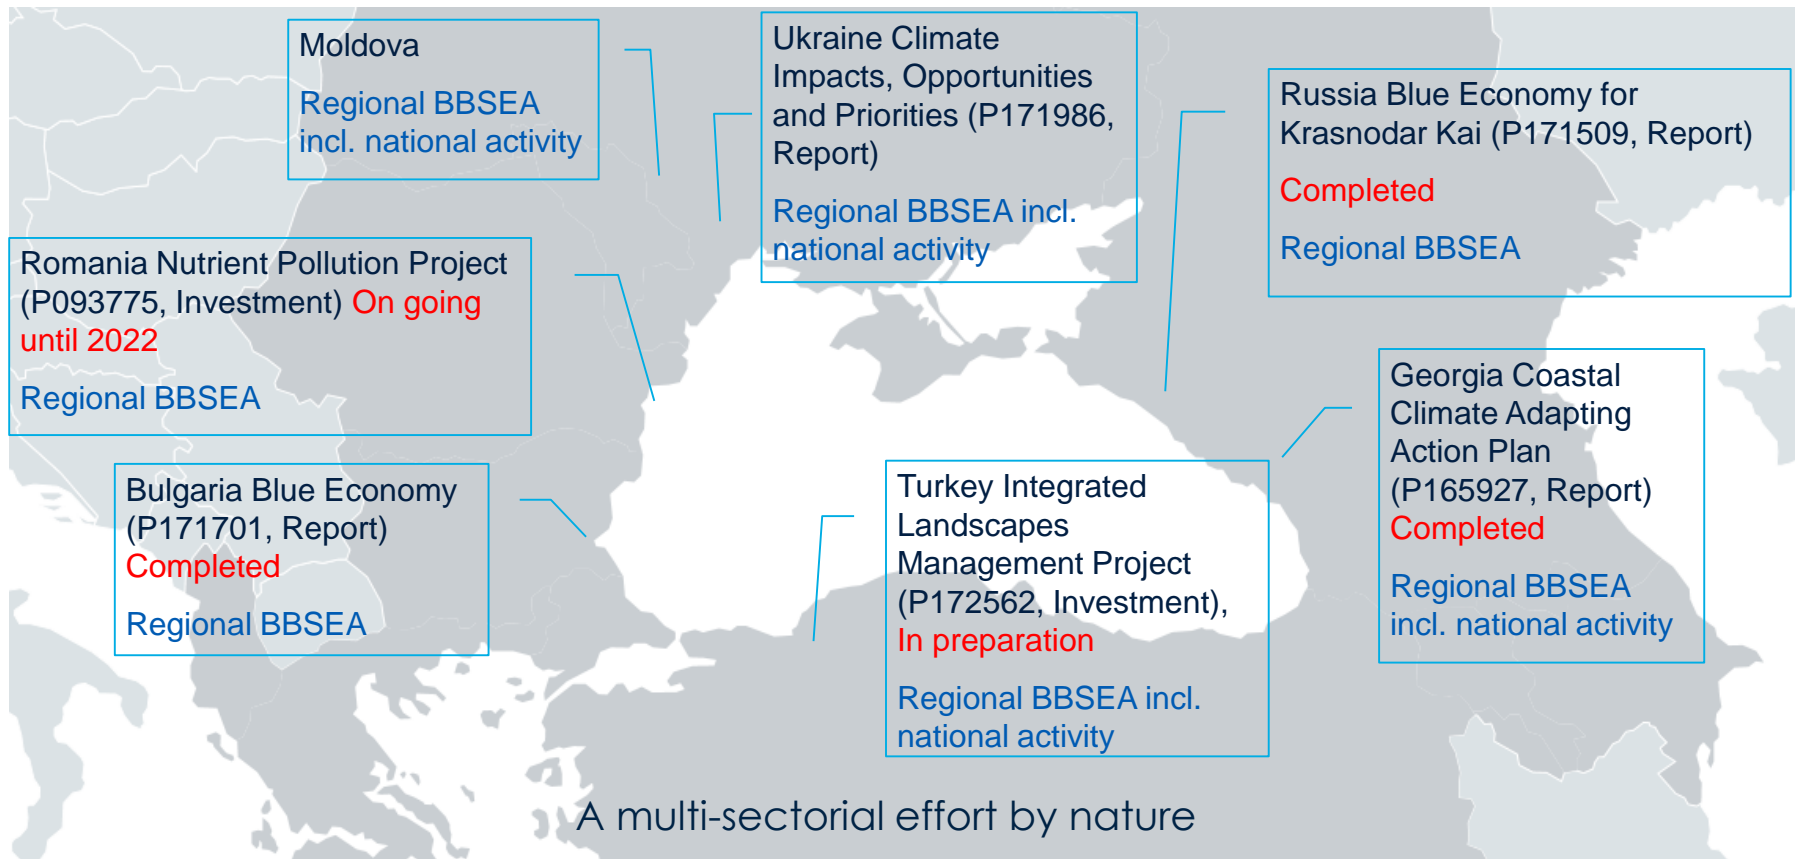 Moldova
Regional BBSEA
incl. national activity
Ukraine Climate
Impacts, Opportunities
and Priorities (P171986,
Report)
Regional BBSEA incl.
national activity
Russia Blue Economy for
Krasnodar Kai (P171509, Report)
Completed
Regional BBSEA
Romania Nutrient Pollution Project
(P093775, Investment) On going
until 2022
Regional BBSEA
Georgia Coastal
Climate Adapting
Action Plan
(P165927, Report)
Completed
Regional BBSEA
incl. national activity
Bulgaria Blue Economy
(P171701, Report)
Completed
Regional BBSEA
Turkey Integrated
Landscapes
Management Project
(P172562, Investment),
In preparation
Regional BBSEA incl.
national activity
A multi-sectorial effort by nature